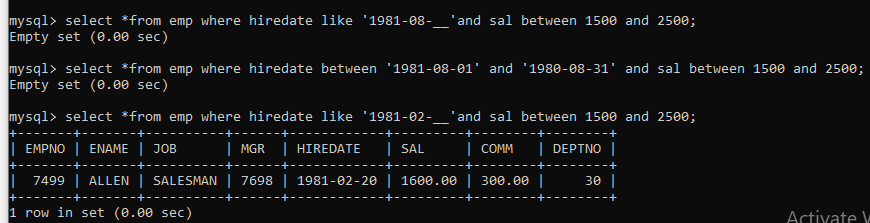 mysql> select *from emp where hiredate like '1981-08-__'and sal between 1500 and 2500;
Empty set (0.00 sec)
mysql> select *from emp where hiredate between '1981-08-01' and '1980-08-31' and sal between 1500 and 2500;
Empty set (0.00 sec)
mysql> select *from emp where hiredate like '1981-02-__'and sal between 1500 and 2500;
+-------+-------+----------+------+------------+---------+--------+--------+
| EMPNO | ENAME | JOB      | MGR  | HIREDATE   | SAL     | COMM   | DEPTNO |
+-------+-------+----------+------+------------+---------+--------+--------+
|  7499 | ALLEN | SALESMAN | 7698 | 1981-02-20 | 1600.00 | 300.00 |     30 |
+-------+-------+----------+------+------------+---------+--------+--------+
1 row in set (0.00 sec)
Activate